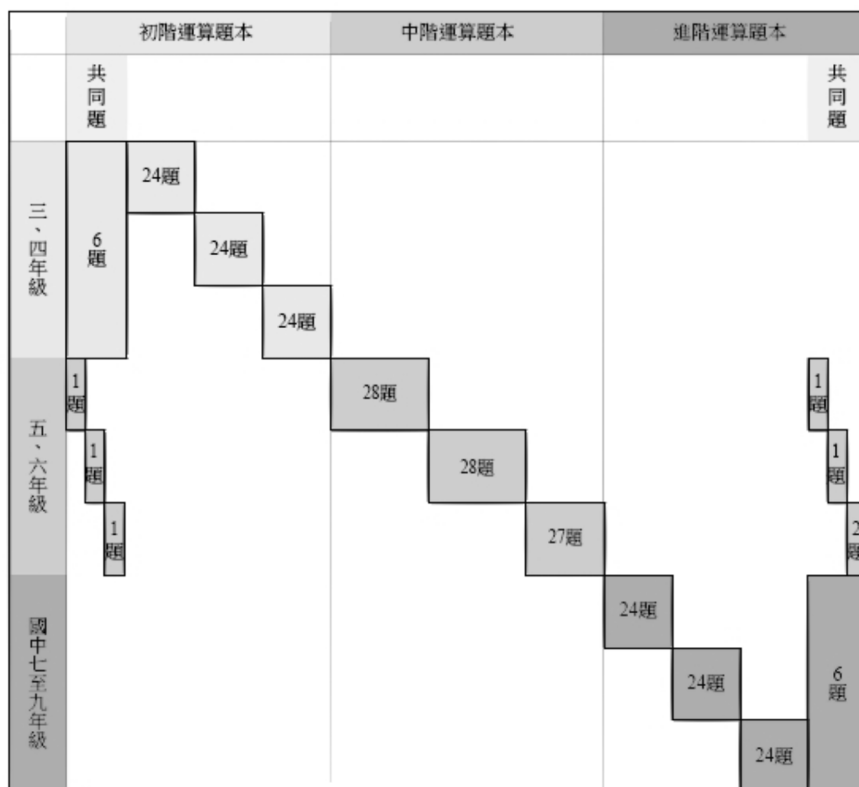 初階運算題本 中階運算題本 進階運算題本
共同題 共同題
三、四年級
6題
24題
24題
24題
五、六年級
1題
28題
1題
1題
28題
1題
1題
27題
2題
國中七至九年級
24題
24題
6題
24題